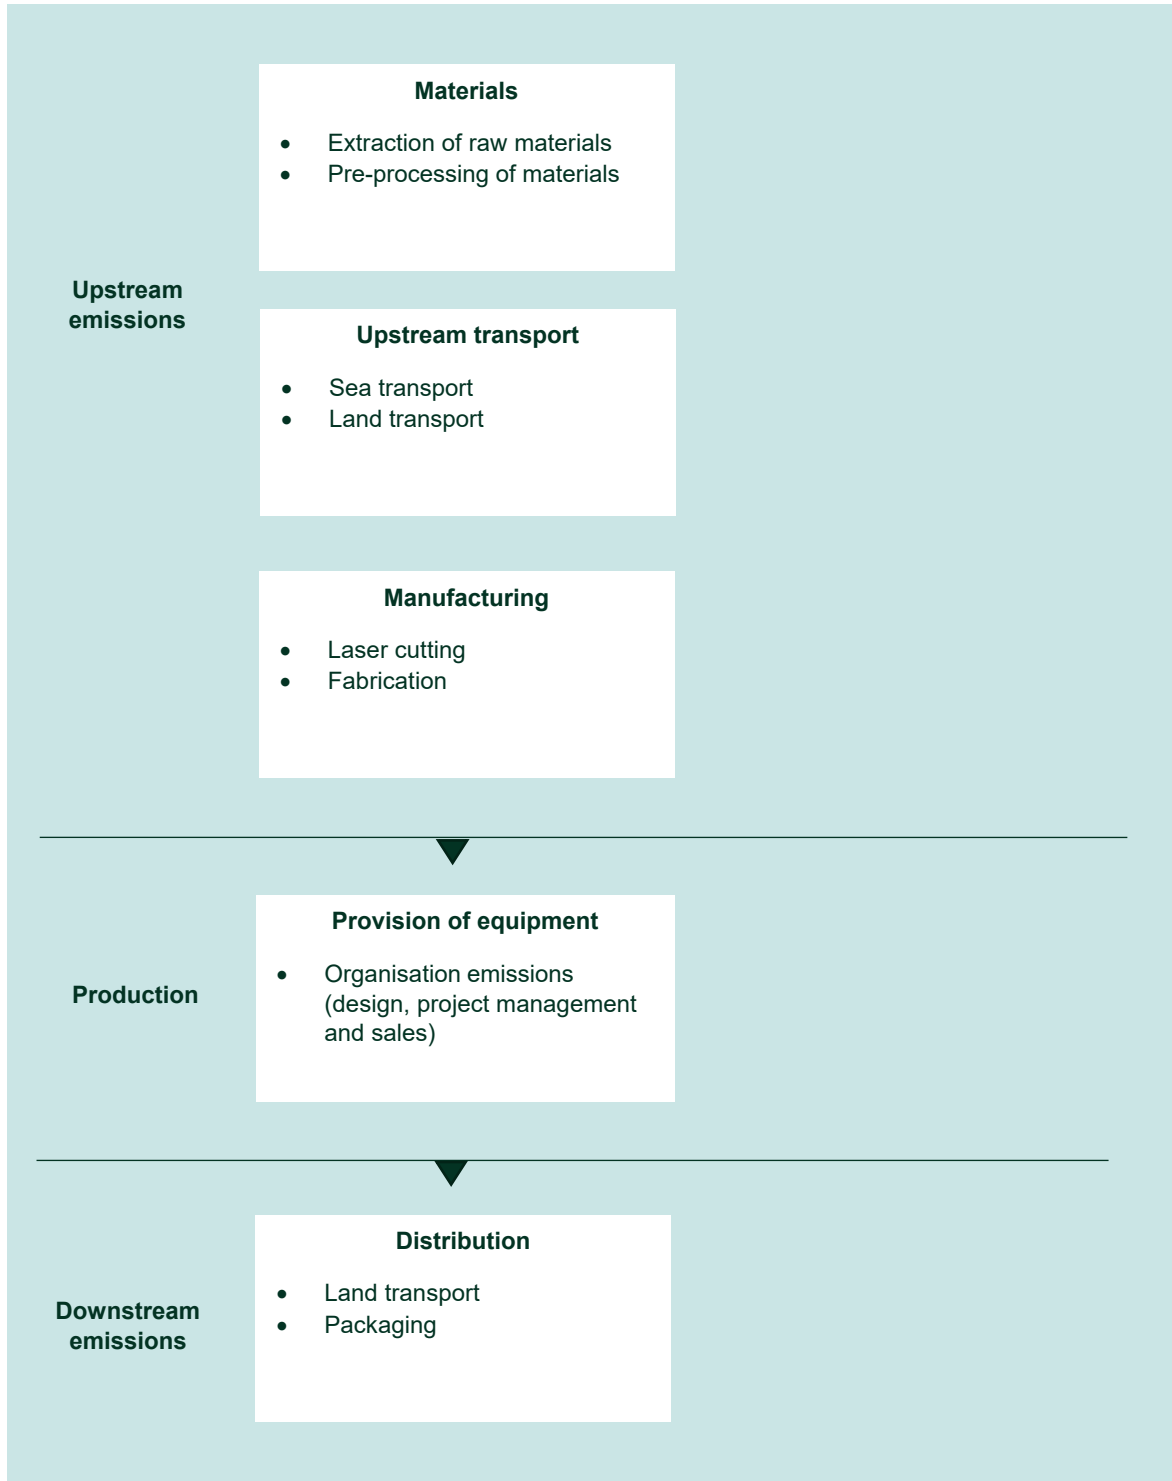 Materials
• Extraction of raw materials
• Pre-processing of materials
Upstream
emissions
Upstream transport
• Sea transport
• Land transport
Manufacturing
• Laser cutting
• Fabrication
Provision of equipment
• Organisation emissions
(design, project management
and sales)
Production
Distribution
• Land transport
• Packaging
Downstream
emissions